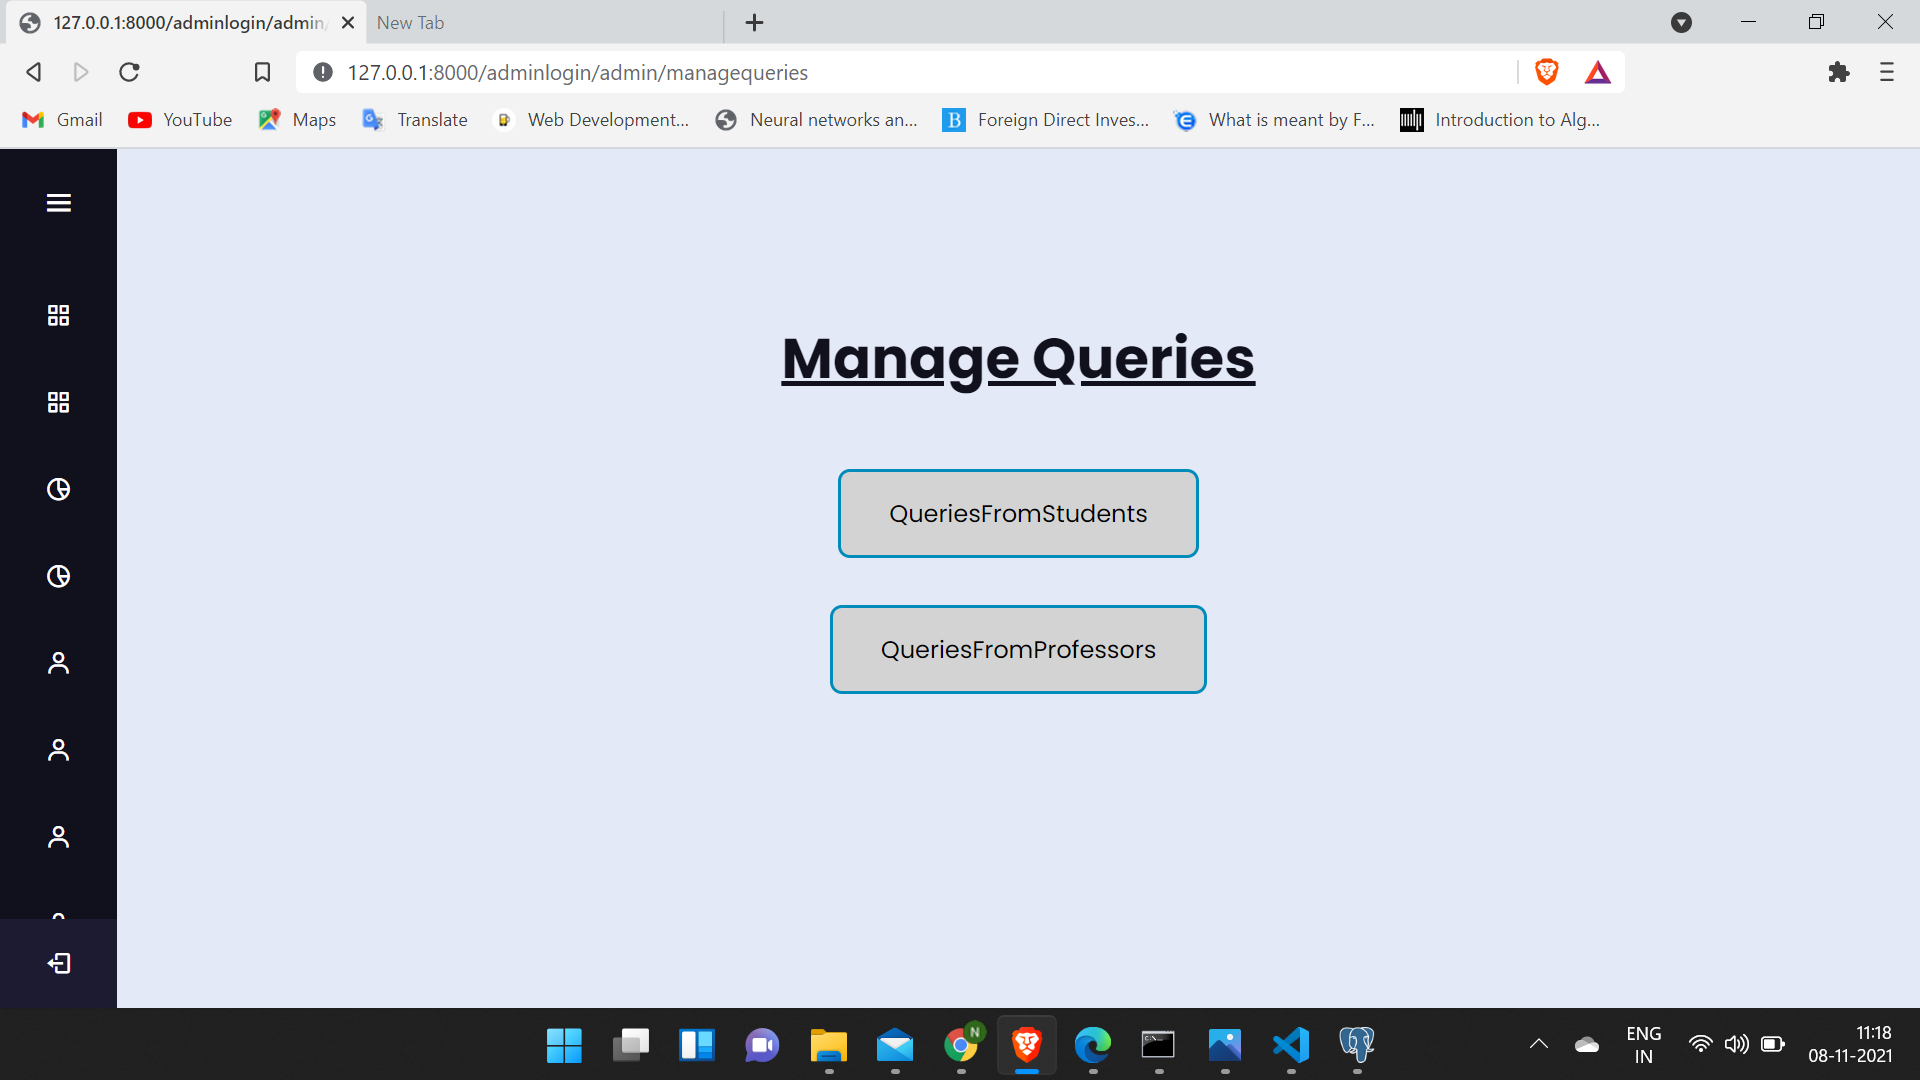 127.0.0.1:8000/adminlogin/admin/
New Tab
127.0.0.1:8000/adminlogin/admin/managequeries
Gmail
YouTube
Maps
Translate
Web Development...
Neural networks an...
B
Foreign Direct Inves...
What is meant by F...
Introduction to Alg...
Manage Queries
QueriesFromStudents
QueriesFromProfessors
N
ENG
IN
11:18
08-11-2021